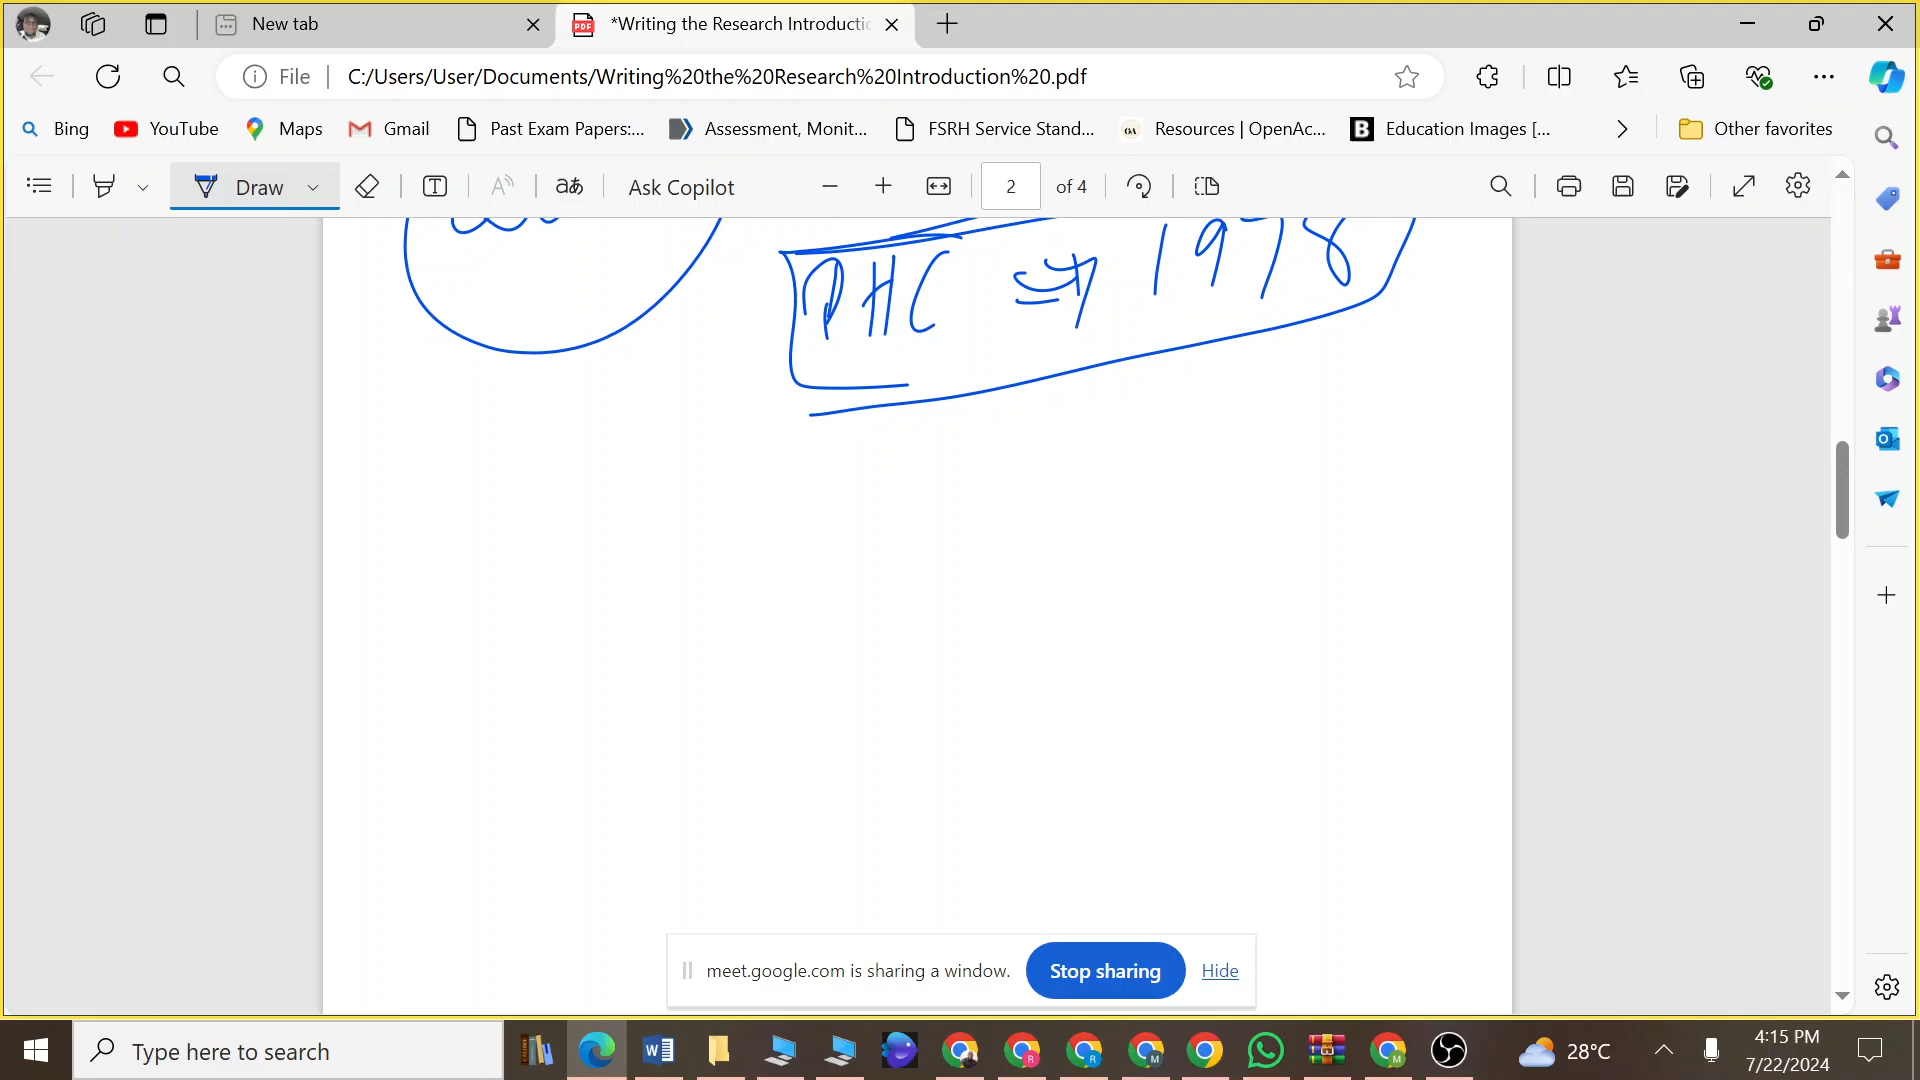 New tab
*Writing the Research Introductic
File
C:/Users/User/Documents/Writing%20the%20Research%20Introduction%20.pdf
Bing
YouTube
Maps
Gmail
Past Exam Papers:...
Assessment, Monit...
FSRH Service Stand...
OA
Resources | OpenAc...
B
Education Images [...
Other favorites
Draw
T
A
aあ
Ask Copilot
2
of 4
PHC ⇒ 1978
meet.google.com is sharing a window.
Stop sharing
Hide
Type here to search
28°C
4:15 PM
7/22/2024